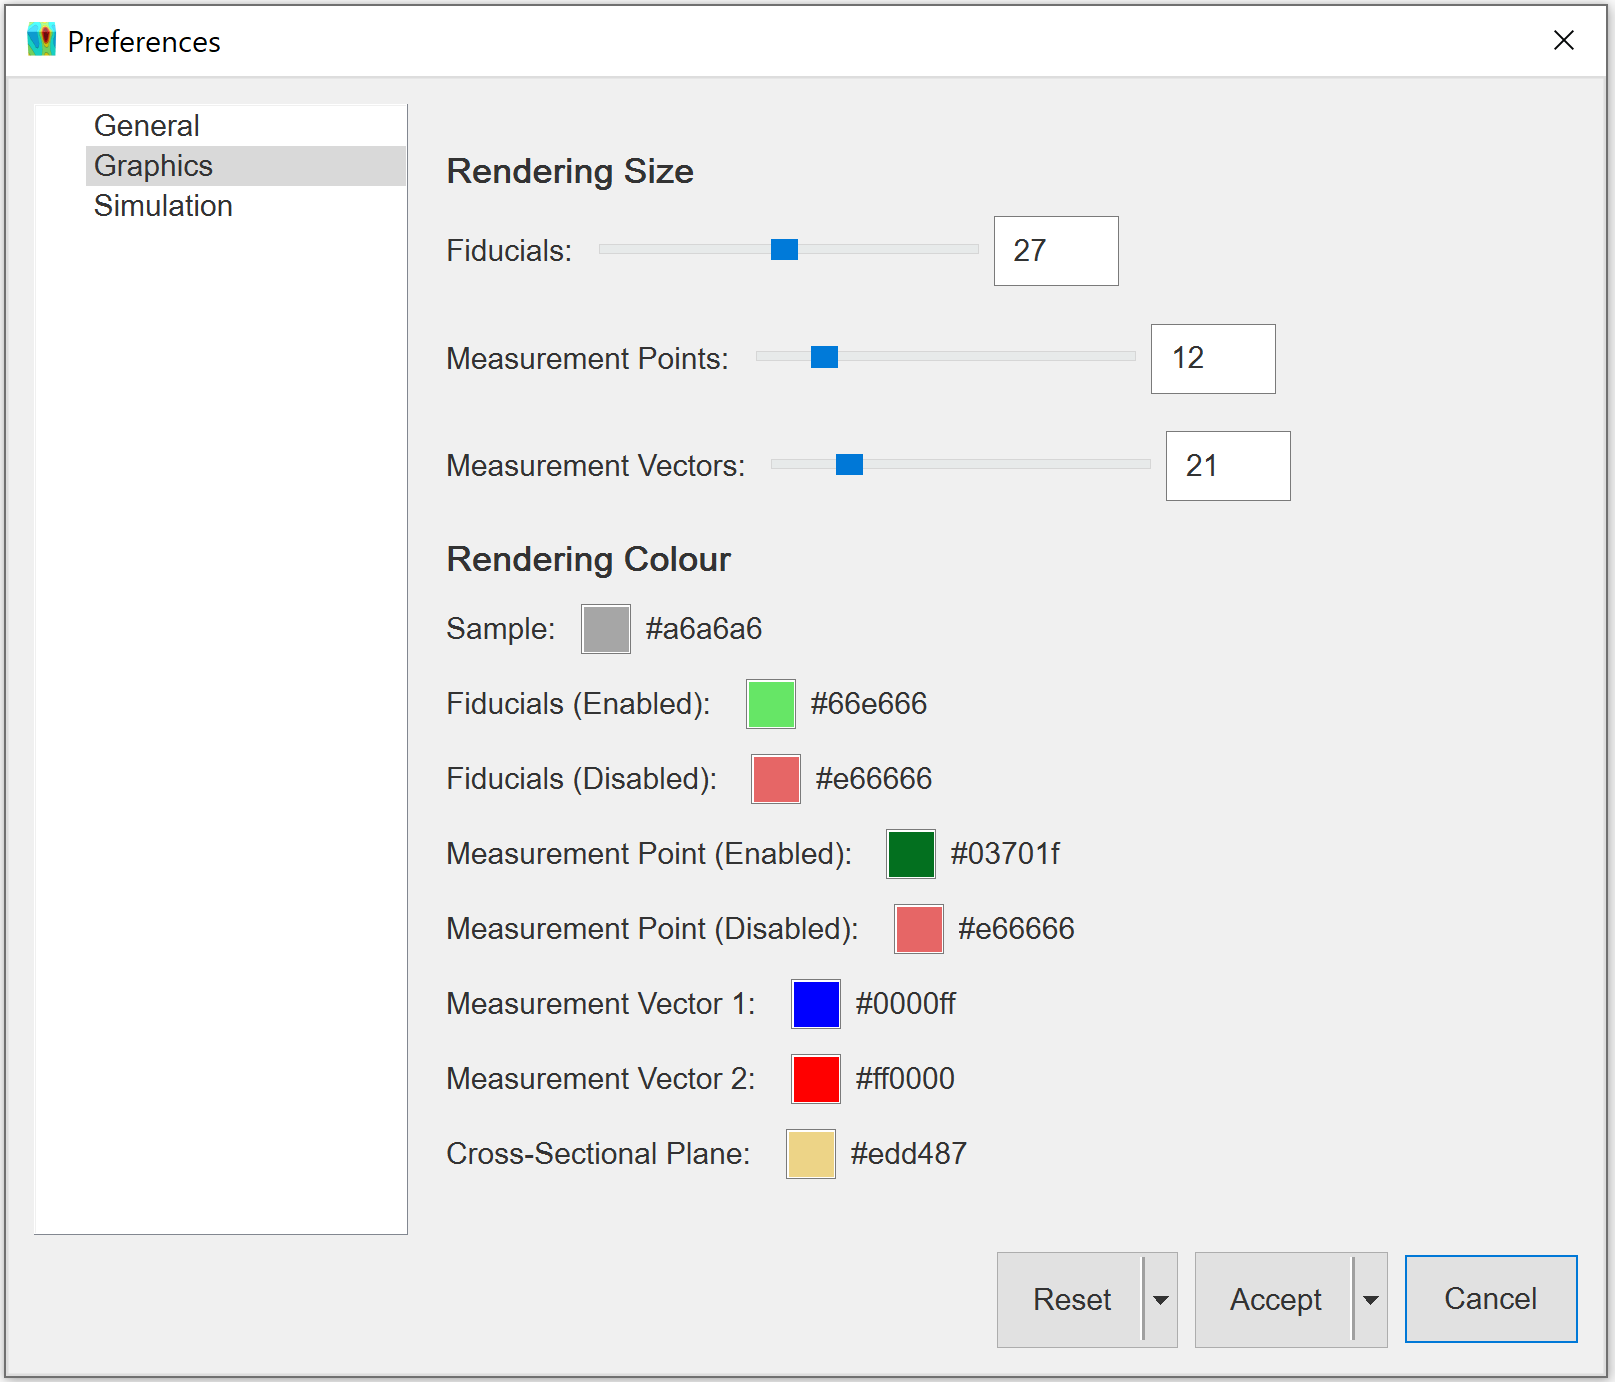 Preferences
General
Graphics
Simulation
Rendering Size
Fiducials: 27
Measurement Points: 12
Measurement Vectors: 21
Rendering Colour
Sample: #a6a6a6
Fiducials (Enabled): #66e666
Fiducials (Disabled): #e66666
Measurement Point (Enabled): #03701f
Measurement Point (Disabled): #e66666
Measurement Vector 1: #0000ff
Measurement Vector 2: #ff0000
Cross-Sectional Plane: #edd487
Reset Accept Cancel